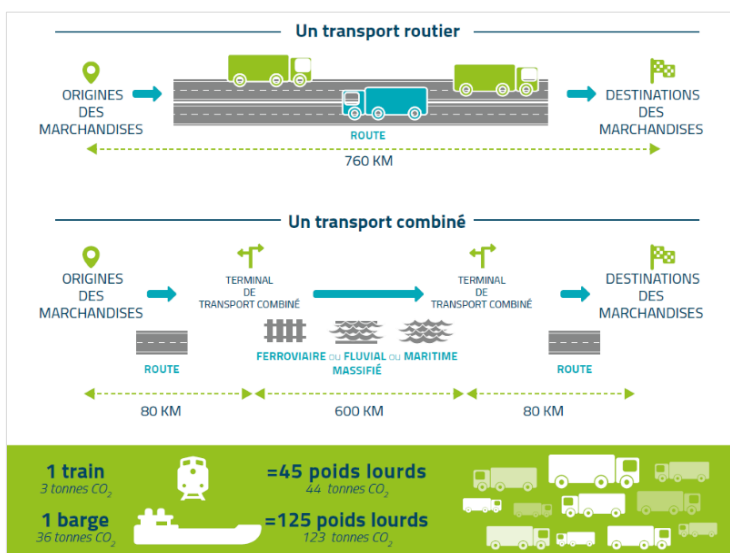 Un transport routier
ORIGINES
DES
MARCHANDISES
DESTINATIONS
DES
MARCHANDISES
ROUTE
760 KM
Un transport combiné
ORIGINES
DES
MARCHANDISES
TERMINAL
DE
TRANSPORT COMBINÉ
TERMINAL
DE
TRANSPORT COMBINÉ
DESTINATIONS
DES
MARCHANDISES
ROUTE
FERROVIAIRE OU FLUVIAL OU MARITIME
MASSIFIÉ
ROUTE
80 KM
600 KM
80 KM
1 train
3 tonnes CO₂
=45 poids lourds
44 tonnes CO₂
1 barge
36 tonnes CO₂
=125 poids lourds
123 tonnes CO₂